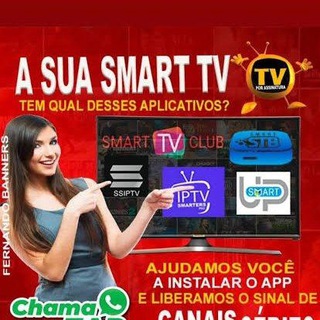 A SUA SMART TV
TV
POR ASSINATURA
TEM QUAL DESSES APLICATIVOS?
SMART TV CLUB
SMART
STB
SSIPTV
IPTV
SMARTERS
SMART
UP
FERNANDO BANNERS
AJUDAMOS VOCÊ
A INSTALAR O APP
E LIBERAMOS O SINAL DE
Chama